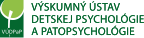 VÝSKUMNÝ ÚSTAV
DETSKEJ PSYCHOLÓGIE
A PATOPSYCHOLÓGIE
VÚDPaP